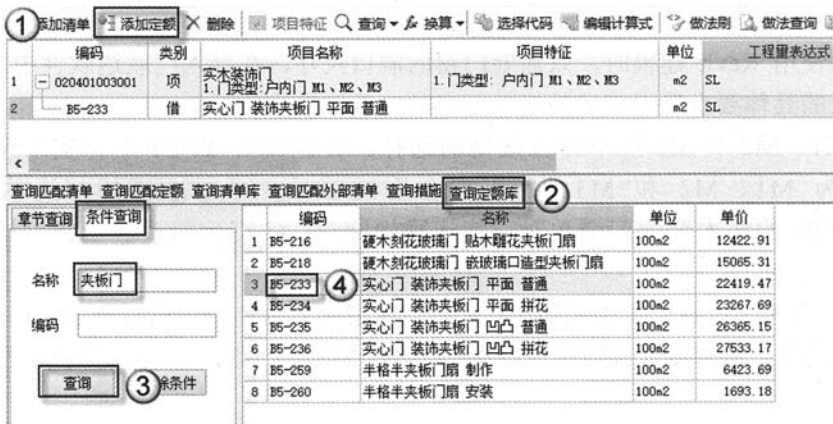 ① 添加清单 添加定额 删除 项目特征 查询 fx 换算 选择代码 编辑计算式 做法刷 做法查询
编码 类别 项目名称 项目特征 单位 工程量表达式
1 020401003001 项 实木装饰门 1.门类型:户内门 M1、M2、M3 1.门类型: 户内门 M1、M2、M3 m2 SL
2 B5-233 借 实心门 装饰夹板门 平面 普通 m2 SL
查询匹配清单 查询匹配定额 查询清单库 查询匹配外部清单 查询措施 查询定额库 ②
章节查询 条件查询
名称 夹板门
编码
查询 ③ 除条件
编码 名称 单位 单价
1 B5-216 硬木刻花玻璃门 贴木雕花夹板门扇 100m2 12422.91
2 B5-218 硬木刻花玻璃门 嵌玻璃口造型夹板门扇 100m2 15065.31
3 B5-233 ④ 实心门 装饰夹板门 平面 普通 100m2 22419.47
4 B5-234 实心门 装饰夹板门 平面 拼花 100m2 23267.69
5 B5-235 实心门 装饰夹板门 凹凸 普通 100m2 26365.15
6 B5-236 实心门 装饰夹板门 凹凸 拼花 100m2 27533.17
7 B5-259 半格半夹板门扇 制作 100m2 6423.69
8 B5-260 半格半夹板门扇 安装 100m2 1693.18